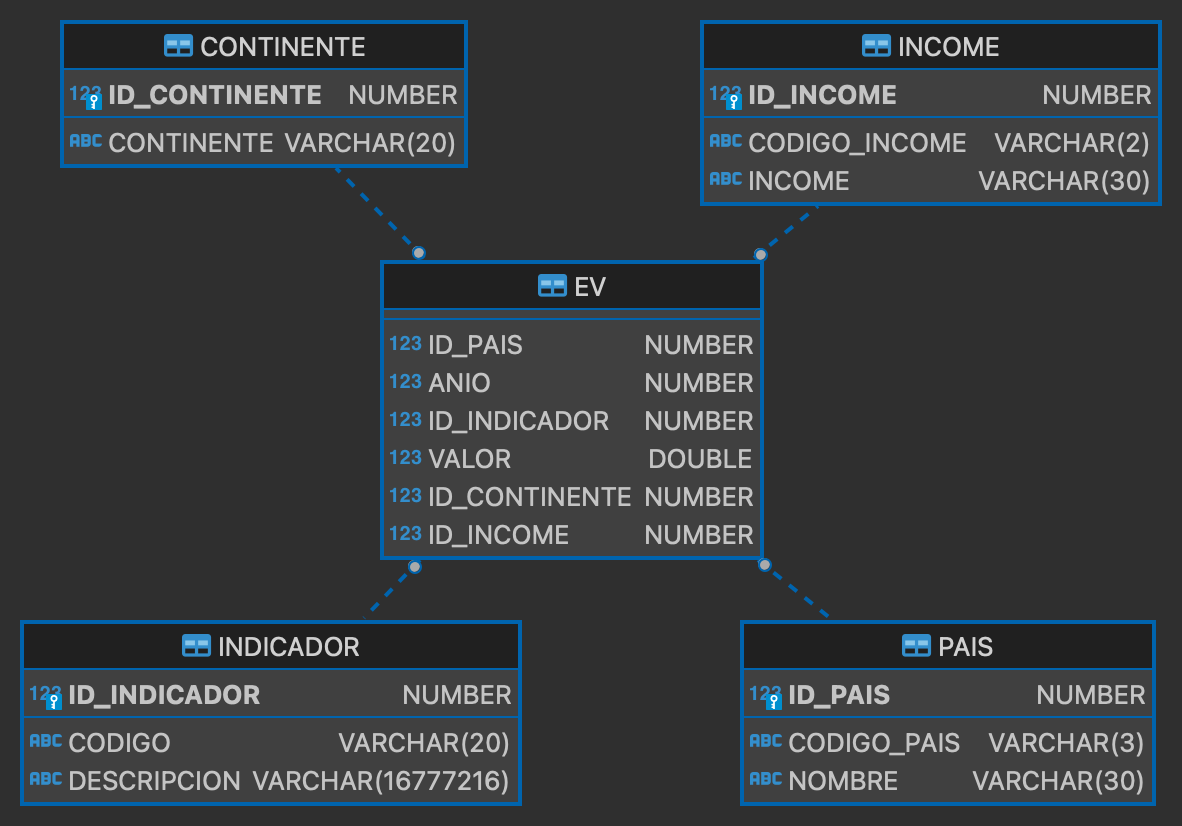 CONTINENTE
123 ID_CONTINENTE NUMBER
ABC CONTINENTE VARCHAR(20)
INCOME
123 ID_INCOME NUMBER
ABC CODIGO_INCOME VARCHAR(2)
ABC INCOME VARCHAR(30)
EV
123 ID_PAIS NUMBER
123 ANIO NUMBER
123 ID_INDICADOR NUMBER
123 VALOR DOUBLE
123 ID_CONTINENTE NUMBER
123 ID_INCOME NUMBER
INDICADOR
123 ID_INDICADOR NUMBER
ABC CODIGO VARCHAR(20)
ABC DESCRIPCION VARCHAR(16777216)
PAIS
123 ID_PAIS NUMBER
ABC CODIGO_PAIS VARCHAR(3)
ABC NOMBRE VARCHAR(30)